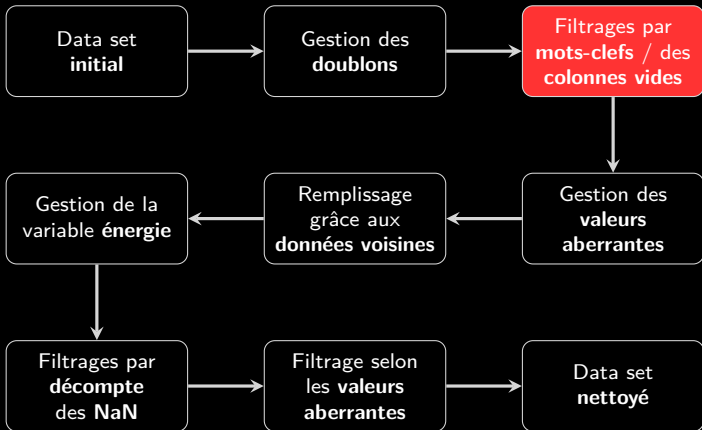 Data set
initial
Gestion des
doublons
Filtrages par
mots-clefs / des
colonnes vides
Gestion des
valeurs
aberrantes
Remplissage
grâce aux
données voisines
Gestion de la
variable énergie
Filtrages par
décompte
des NaN
Filtrage selon
les valeurs
aberrantes
Data set
nettoyé